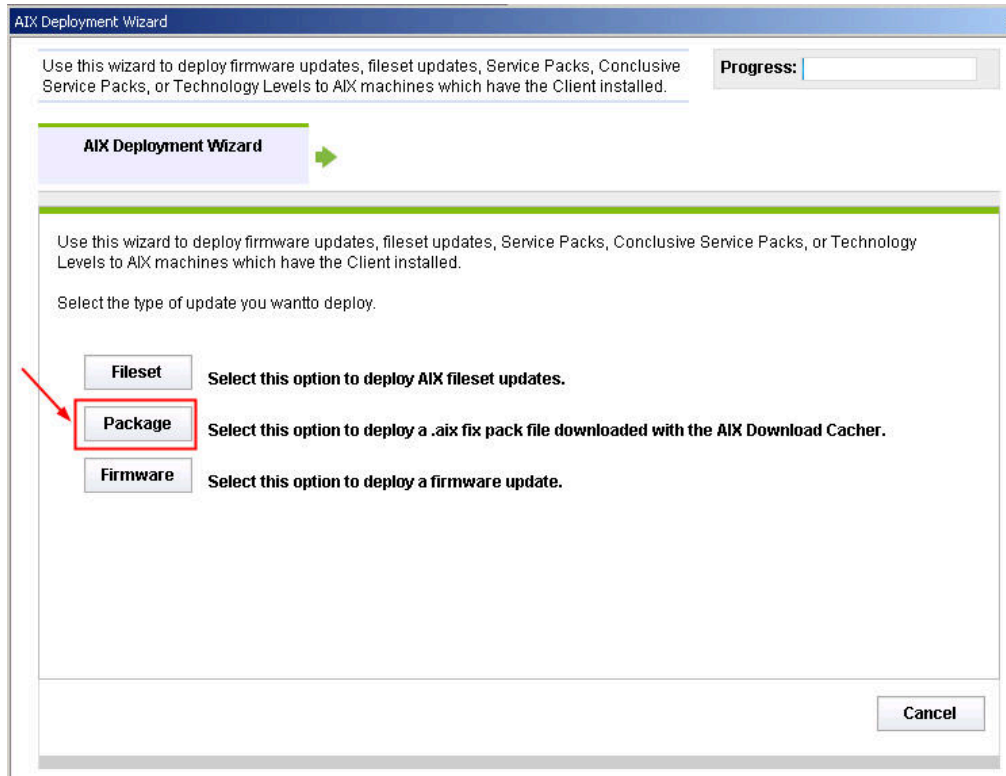 AIX Deployment Wizard
Use this wizard to deploy firmware updates, fileset updates, Service Packs, Conclusive
Service Packs, or Technology Levels to AIX machines which have the Client installed.
Progress:
AIX Deployment Wizard
Use this wizard to deploy firmware updates, fileset updates, Service Packs, Conclusive Service Packs, or Technology
Levels to AIX machines which have the Client installed.
Select the type of update you wantto deploy.
Fileset
Select this option to deploy AIX fileset updates.
Package
Select this option to deploy a .aix fix pack file downloaded with the AIX Download Cacher.
Firmware
Select this option to deploy a firmware update.
Cancel